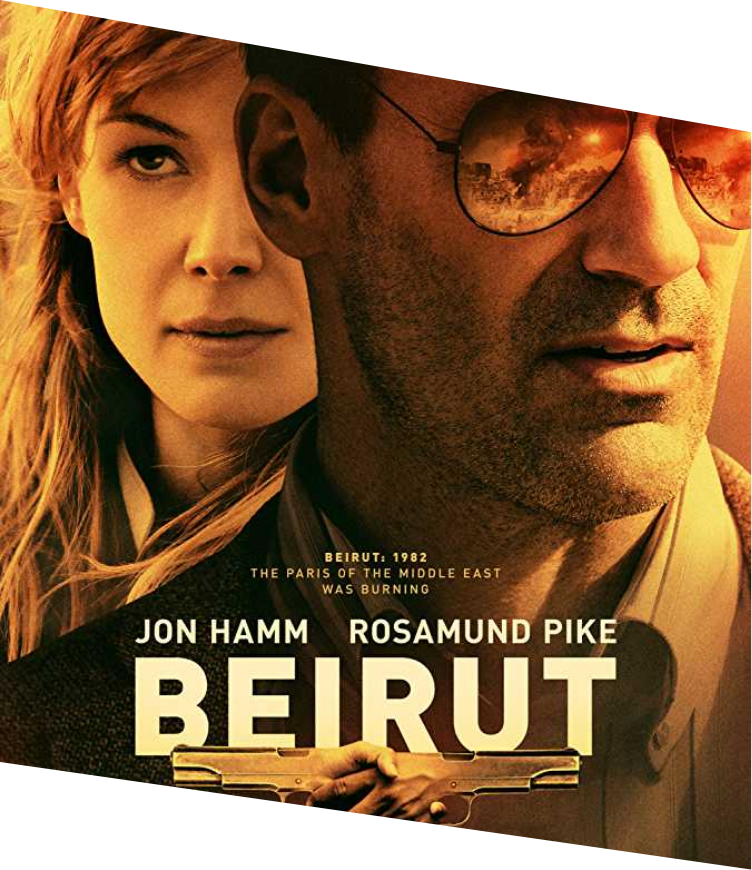 BEIRUT: 1982
THE PARIS OF THE MIDDLE EAST
WAS BURNING
JON HAMM ROSAMUND PIKE
BEIRUT